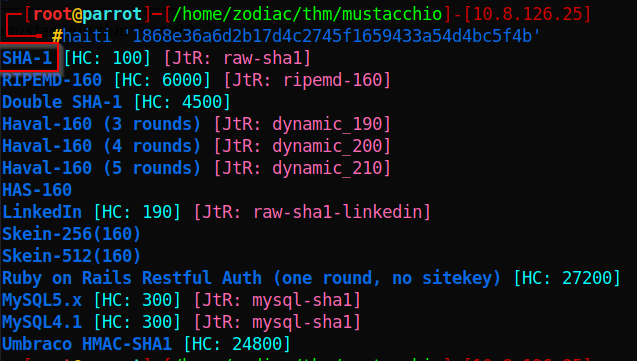 [root@parrot]─[/home/zodiac/thm/mustacchio]-[10.8.126.25]
#haiti '1868e36a6d2b17d4c2745f1659433a54d4bc5f4b'
SHA-1 [HC: 100] [JtR: raw-sha1]
RIPEMD-160 [HC: 6000] [JtR: ripemd-160]
Double SHA-1 [HC: 4500]
Haval-160 (3 rounds) [JtR: dynamic_190]
Haval-160 (4 rounds) [JtR: dynamic_200]
Haval-160 (5 rounds) [JtR: dynamic_210]
HAS-160
LinkedIn [HC: 190] [JtR: raw-sha1-linkedin]
Skein-256(160)
Skein-512(160)
Ruby on Rails Restful Auth (one round, no sitekey) [HC: 27200]
MySQL5.x [HC: 300] [JtR: mysql-sha1]
MySQL4.1 [HC: 300] [JtR: mysql-sha1]
Umbraco HMAC-SHA1 [HC: 24800]